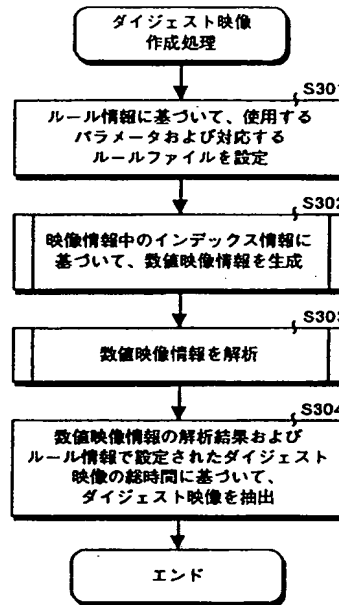 ダイジェスト映像
作成処理
S301
ルール情報に基づいて、使用する
パラメータおよび対応する
ルールファイルを設定
S302
映像情報中のインデックス情報に
基づいて、数値映像情報を生成
S303
数値映像情報を解析
S304
数値映像情報の解析結果および
ルール情報で設定されたダイジェスト
映像の総時間に基づいて、
ダイジェスト映像を抽出
エンド